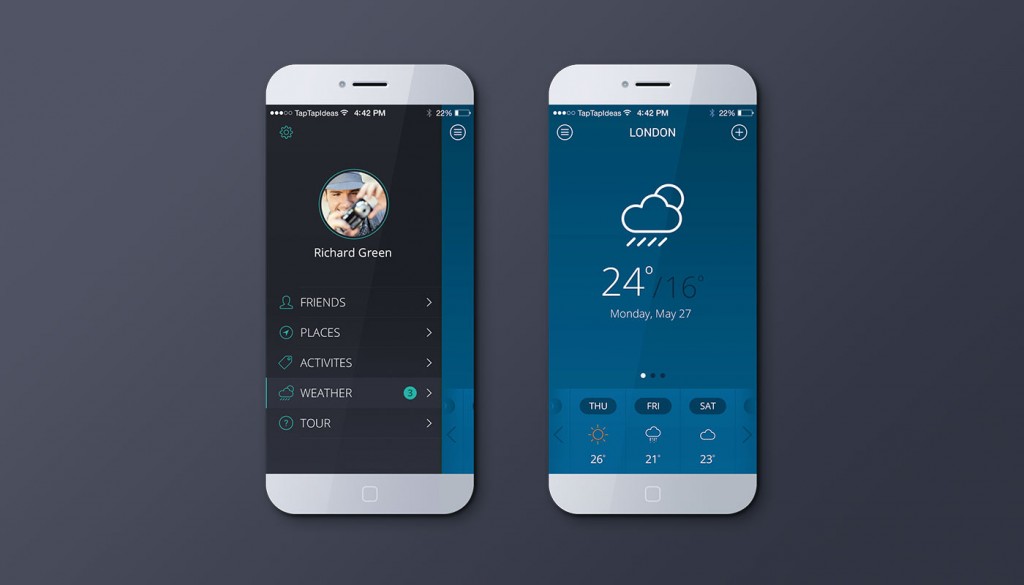 TapTapIdeas 4:42 PM 22%
Richard Green
FRIENDS
PLACES
ACTIVITES
WEATHER 3
TOUR
?
TapTapIdeas 4:42 PM 22%
LONDON
24°/16°
Monday, May 27
THU FRI SAT
26° 21° 23°